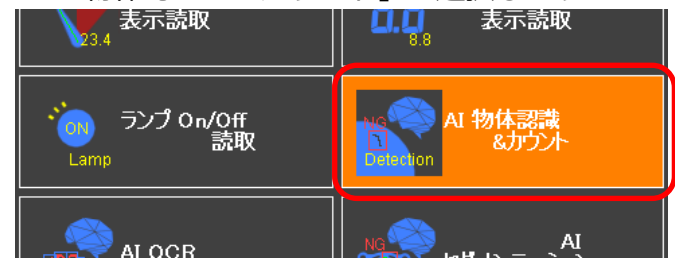 表示読取
23.4
表示読取
8.8
ランプ On/Off
読取
ON
Lamp
AI 物体認識
&カウント
NG
Detection
AI OCR
NG
AI